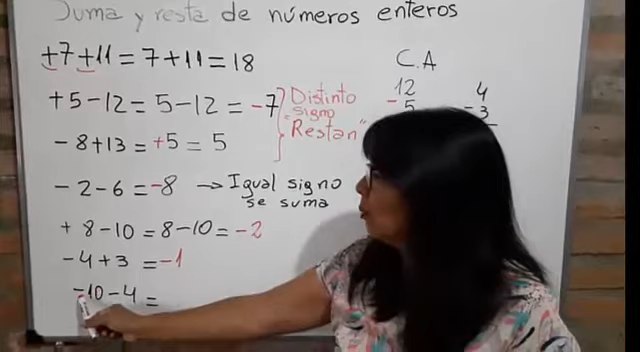 Suma y resta de números enteros
+7+11=7+11=18
+5-12=5-12=-7
-8+13=+5=5
Distinto
signo
"Restan"
-2-6=-8 → Igual signo
se suma
+8-10=8-10=-2
-4+3=-1
-10-4=
C.A
12
-5
4
-3